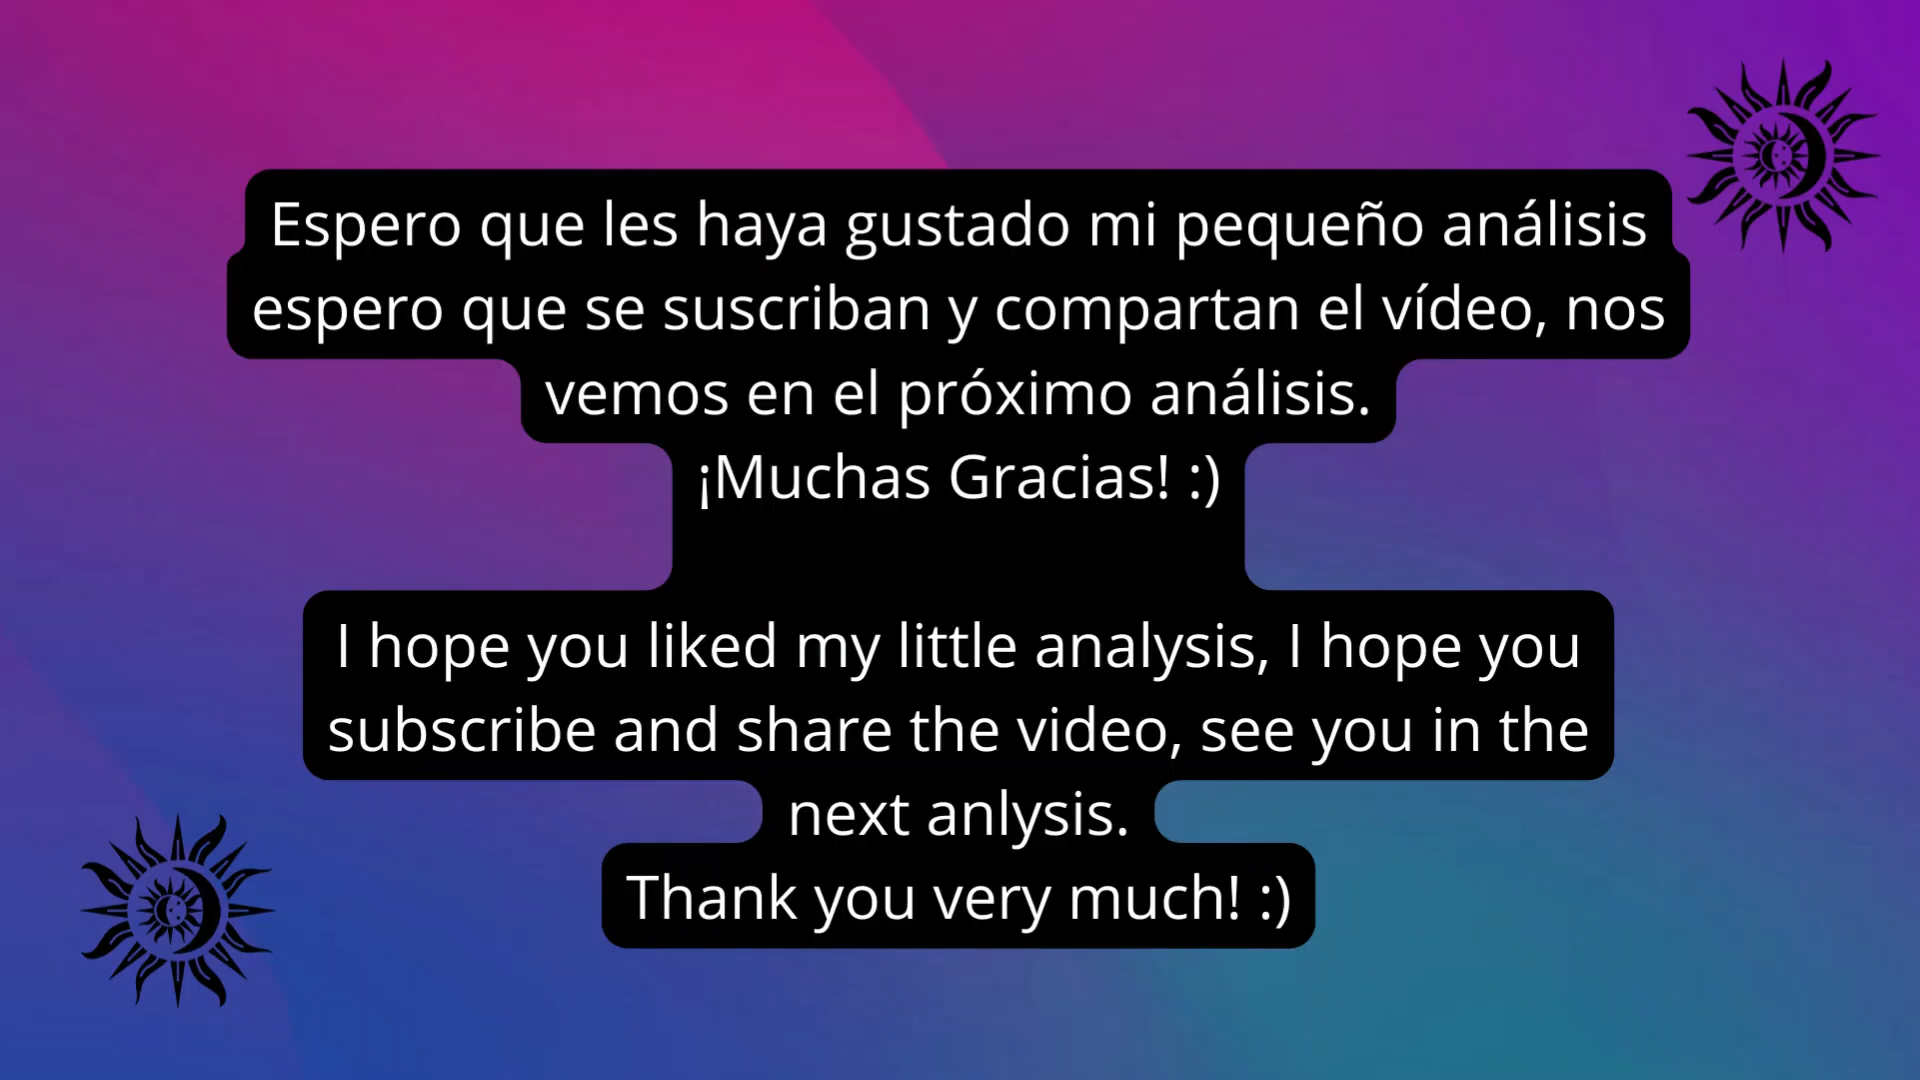 Espero que les haya gustado mi pequeño análisis
espero que se suscriban y compartan el vídeo, nos
vemos en el próximo análisis.
¡Muchas Gracias! :)
I hope you liked my little analysis, I hope you
subscribe and share the video, see you in the
next anlysis.
Thank you very much! :)